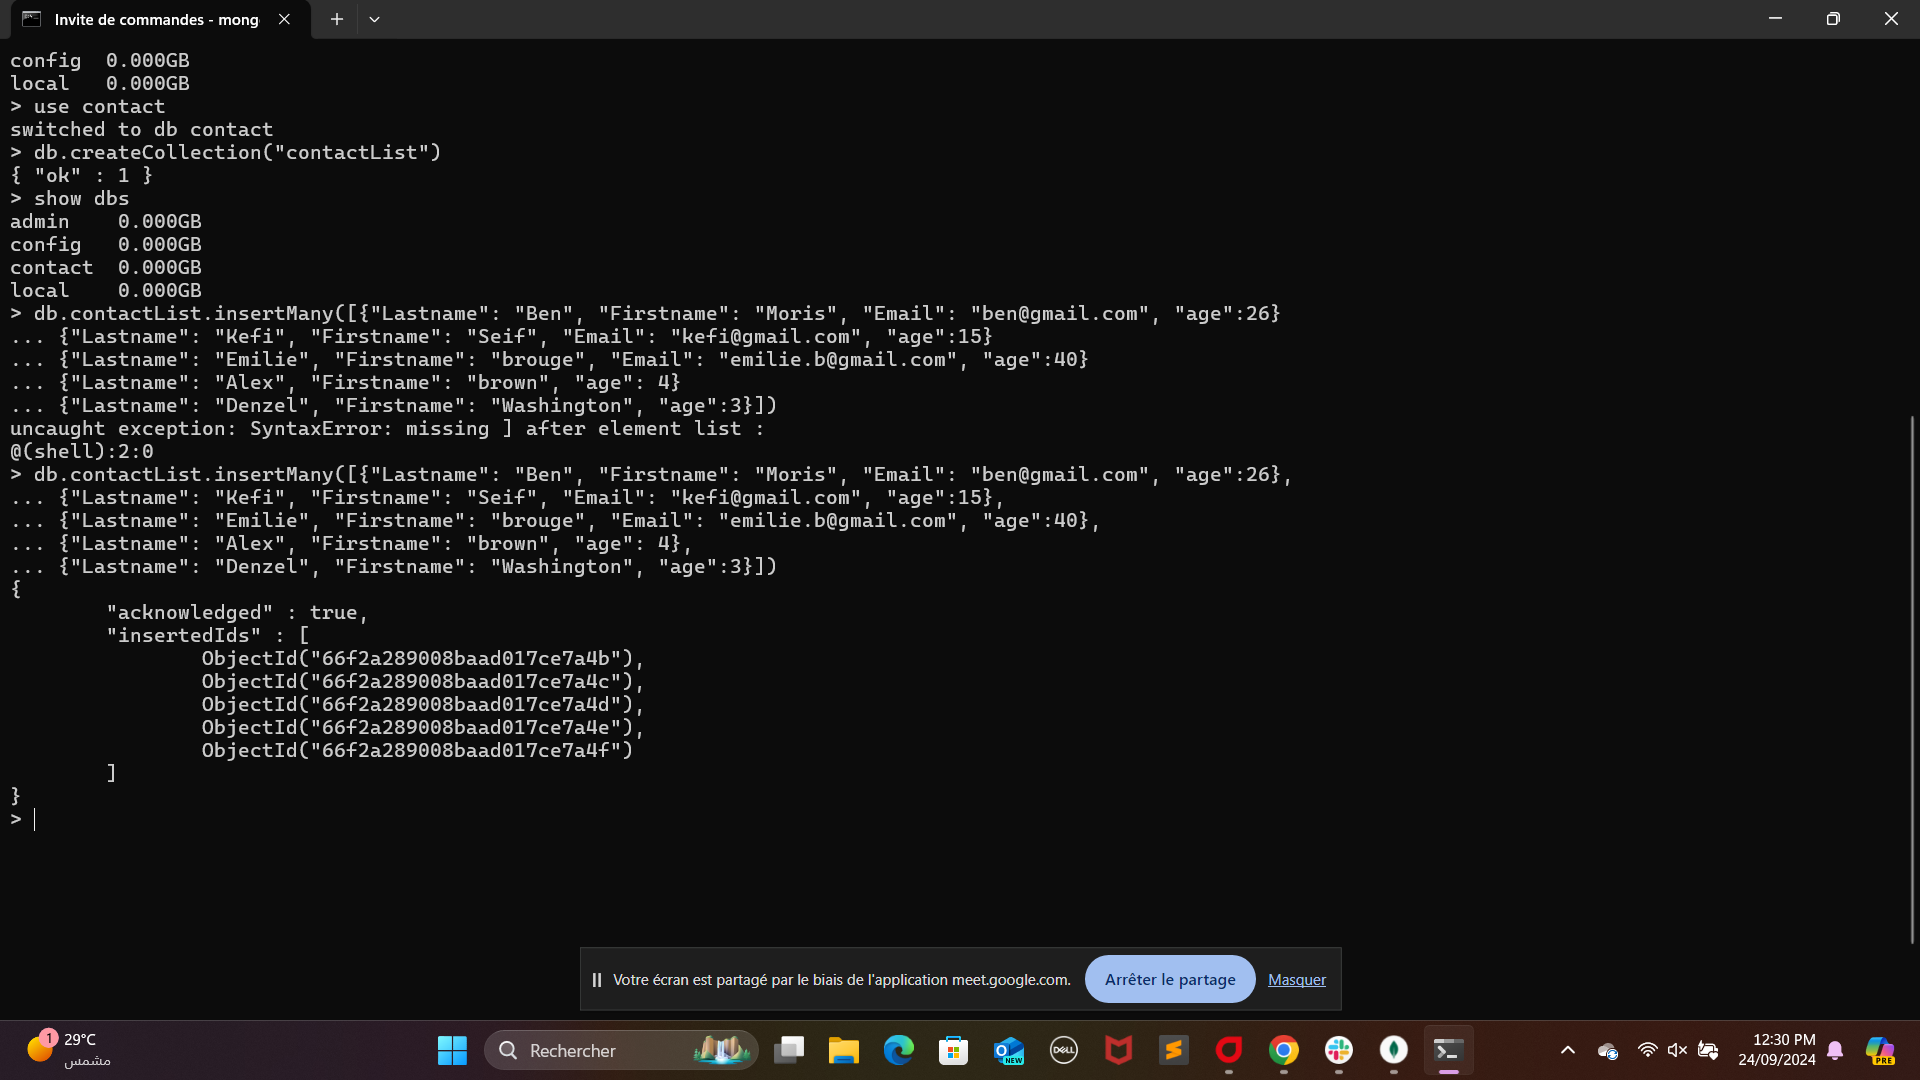 Invite de commandes - mong
config  0.000GB
local   0.000GB
> use contact
switched to db contact
> db.createCollection("contactList")
{ "ok" : 1 }
> show dbs
admin    0.000GB
config   0.000GB
contact  0.000GB
local    0.000GB
> db.contactList.insertMany([{"Lastname": "Ben", "Firstname": "Moris", "Email": "ben@gmail.com", "age":26}
... {"Lastname": "Kefi", "Firstname": "Seif", "Email": "kefi@gmail.com", "age":15}
... {"Lastname": "Emilie", "Firstname": "brouge", "Email": "emilie.b@gmail.com", "age":40}
... {"Lastname": "Alex", "Firstname": "brown", "age": 4}
... {"Lastname": "Denzel", "Firstname": "Washington", "age":3}])
uncaught exception: SyntaxError: missing ] after element list :
@(shell):2:0
> db.contactList.insertMany([{"Lastname": "Ben", "Firstname": "Moris", "Email": "ben@gmail.com", "age":26},
... {"Lastname": "Kefi", "Firstname": "Seif", "Email": "kefi@gmail.com", "age":15},
... {"Lastname": "Emilie", "Firstname": "brouge", "Email": "emilie.b@gmail.com", "age":40},
... {"Lastname": "Alex", "Firstname": "brown", "age": 4},
... {"Lastname": "Denzel", "Firstname": "Washington", "age":3}])
{
        "acknowledged" : true,
        "insertedIds" : [
                ObjectId("66f2a289008baad017ce7a4b"),
                ObjectId("66f2a289008baad017ce7a4c"),
                ObjectId("66f2a289008baad017ce7a4d"),
                ObjectId("66f2a289008baad017ce7a4e"),
                ObjectId("66f2a289008baad017ce7a4f")
        ]
}
>
Votre écran est partagé par le biais de l'application meet.google.com. Arrêter le partage Masquer
1 29°C
مشمس
Rechercher
NEW
DELL
12:30 PM
24/09/2024
PRE